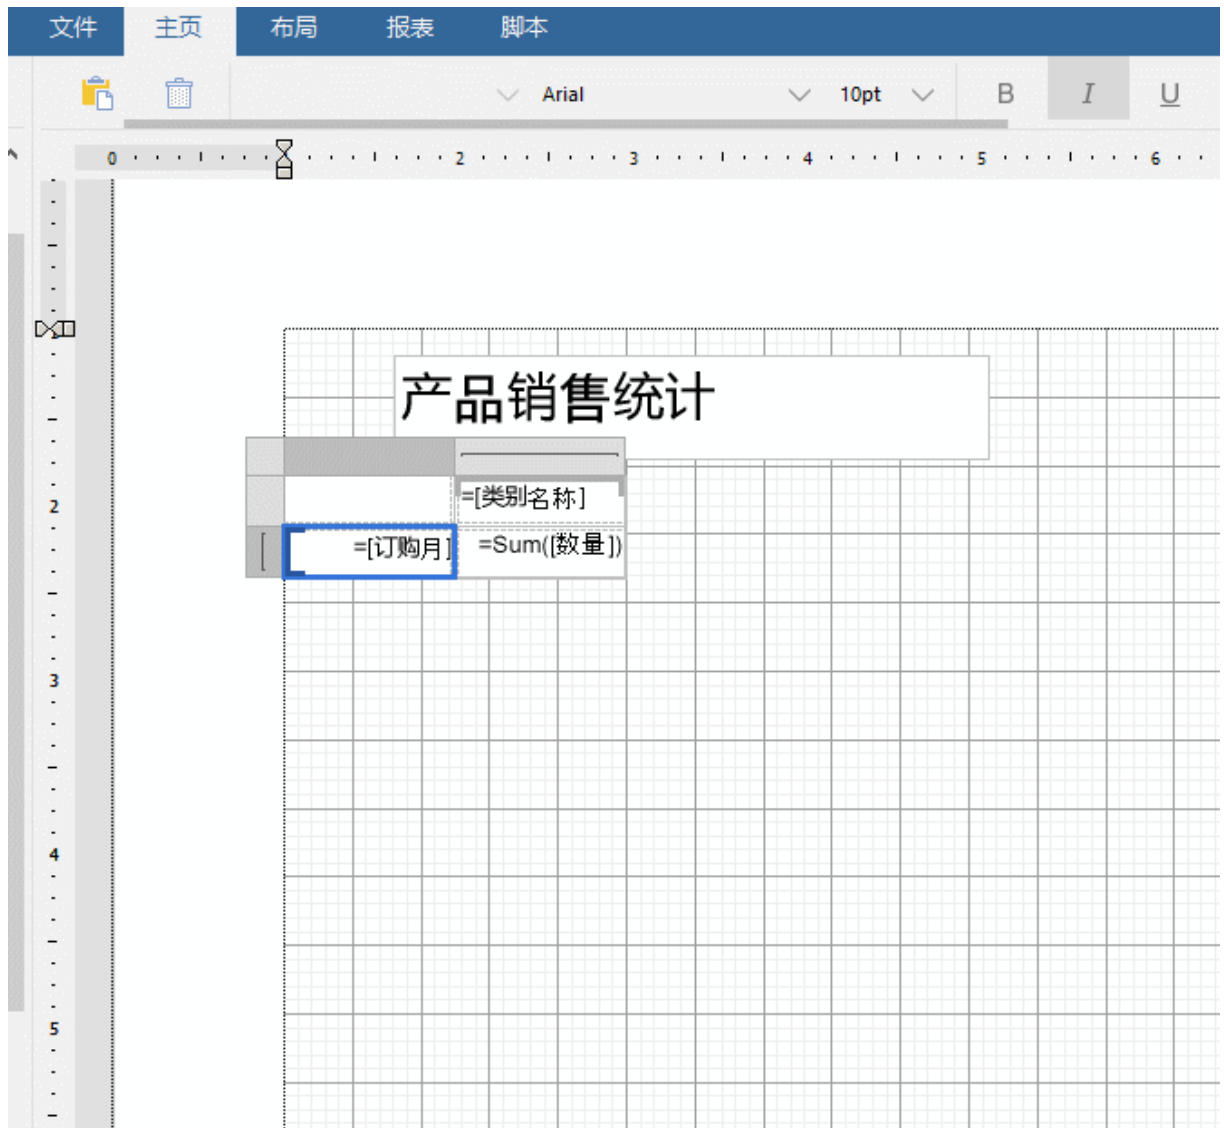 文件 主页 布局 报表 脚本
Arial 10pt B I U
0 2 3 4 5 6
产品销售统计
=[类别名称]
=[订购月] =Sum([数量])
2
3
4
5